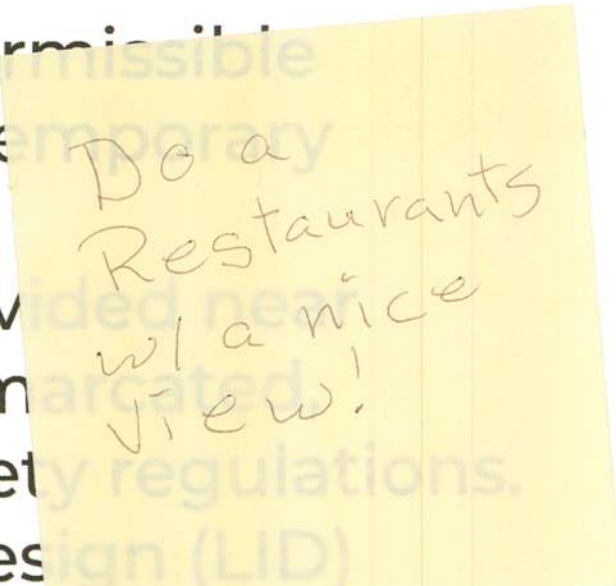 rmissible
emporary
Do a
Restaurants
w/ a nice
view!
vided near
marcated.
ety regulations.
esign (LID)